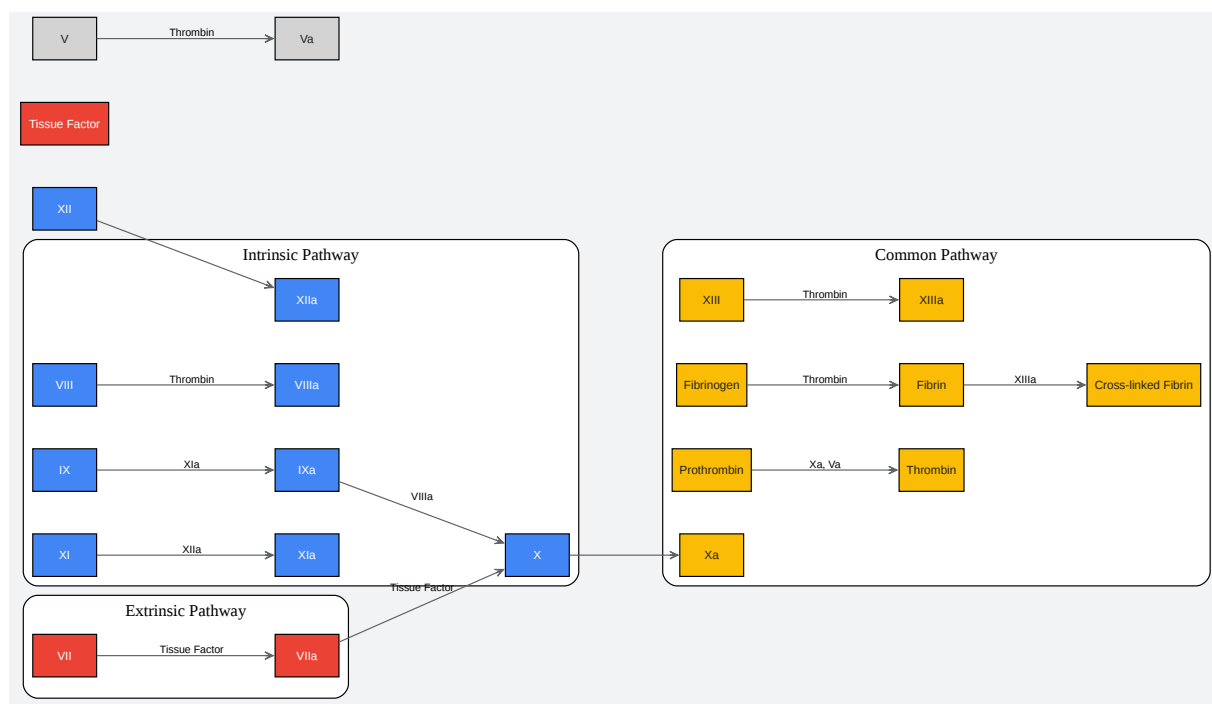 V
Thrombin
Va
Tissue Factor
XII
Intrinsic Pathway
XIIa
VIII
Thrombin
VIIIa
IX
XIa
IXa
VIIIa
XI
XIIa
XIa
X
Tissue Factor
Extrinsic Pathway
VII
Tissue Factor
VIIa
Common Pathway
XIII
Thrombin
XIIIa
Fibrinogen
Thrombin
Fibrin
XIIIa
Cross-linked Fibrin
Prothrombin
Xa, Va
Thrombin
Xa